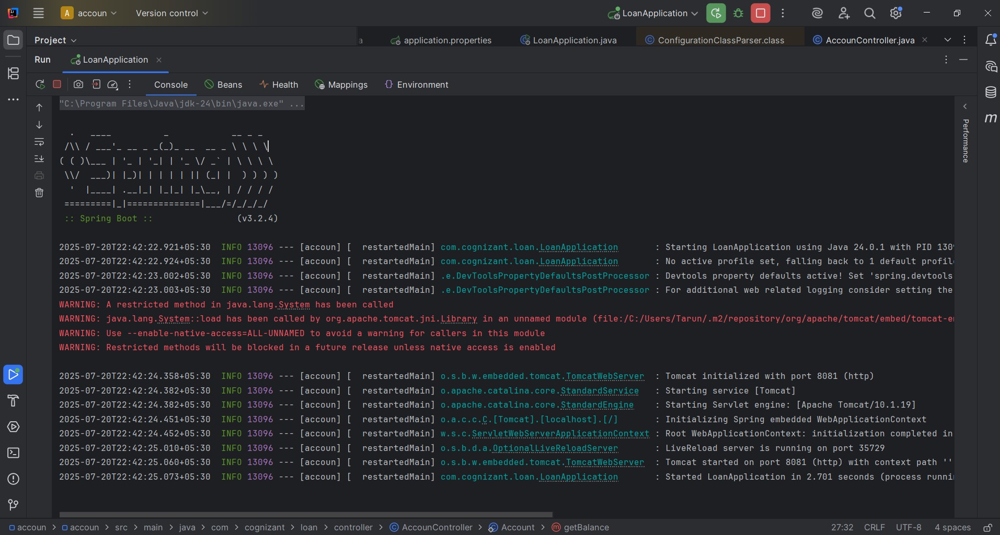 A accoun Version control LoanApplication
Project a application.properties LoanApplication.java ConfigurationClassParser.class AccounController.java
Run LoanApplication
Console Beans Health Mappings Environment
"C:\Program Files\Java\jdk-24\bin\java.exe" ...
  .   ____          _            __ _ _
 /\\ / ___'_ __ _ _(_)_ __  __ _ \ \ \ \
( ( )\___ | '_ | '_| | '_ \/ _` | \ \ \ \
 \\/  ___)| |_)| | | | | || (_| |  ) ) ) )
  '  |____| .__|_| |_|_| |_\__, | / / / /
 =========|_|==============|___/=/_/_/_/
 :: Spring Boot ::                (v3.2.4)
2025-07-20T22:42:22.921+05:30  INFO 13096 --- [accoun] [  restartedMain] com.cognizant.loan.LoanApplication       : Starting LoanApplication using Java 24.0.1 with PID 1309
2025-07-20T22:42:22.924+05:30  INFO 13096 --- [accoun] [  restartedMain] com.cognizant.loan.LoanApplication       : No active profile set, falling back to 1 default profil
2025-07-20T22:42:23.002+05:30  INFO 13096 --- [accoun] [  restartedMain] .e.DevToolsPropertyDefaultsPostProcessor : Devtools property defaults active! Set 'spring.devtools
2025-07-20T22:42:23.003+05:30  INFO 13096 --- [accoun] [  restartedMain] .e.DevToolsPropertyDefaultsPostProcessor : For additional web related logging consider setting the
WARNING: A restricted method in java.lang.System has been called
WARNING: java.lang.System::load has been called by org.apache.tomcat.jni.Library in an unnamed module (file:/C:/Users/Tarun/.m2/repository/org/apache/tomcat/embed/tomcat-e
WARNING: Use --enable-native-access=ALL-UNNAMED to avoid a warning for callers in this module
WARNING: Restricted methods will be blocked in a future release unless native access is enabled
2025-07-20T22:42:24.358+05:30  INFO 13096 --- [accoun] [  restartedMain] o.s.b.w.embedded.tomcat.TomcatWebServer  : Tomcat initialized with port 8081 (http)
2025-07-20T22:42:24.382+05:30  INFO 13096 --- [accoun] [  restartedMain] o.apache.catalina.core.StandardService   : Starting service [Tomcat]
2025-07-20T22:42:24.382+05:30  INFO 13096 --- [accoun] [  restartedMain] o.apache.catalina.core.StandardEngine    : Starting Servlet engine: [Apache Tomcat/10.1.19]
2025-07-20T22:42:24.451+05:30  INFO 13096 --- [accoun] [  restartedMain] o.a.c.c.C.[Tomcat].[localhost].[/]       : Initializing Spring embedded WebApplicationContext
2025-07-20T22:42:24.452+05:30  INFO 13096 --- [accoun] [  restartedMain] w.s.c.ServletWebServerApplicationContext : Root WebApplicationContext: initialization completed in
2025-07-20T22:42:25.010+05:30  INFO 13096 --- [accoun] [  restartedMain] o.s.b.d.a.OptionalLiveReloadServer       : LiveReload server is running on port 35729
2025-07-20T22:42:25.060+05:30  INFO 13096 --- [accoun] [  restartedMain] o.s.b.w.embedded.tomcat.TomcatWebServer  : Tomcat started on port 8081 (http) with context path ''
2025-07-20T22:42:25.073+05:30  INFO 13096 --- [accoun] [  restartedMain] com.cognizant.loan.LoanApplication       : Started LoanApplication in 2.701 seconds (process runni
Performance
accoun > accoun > src > main > java > com > cognizant > loan > controller > AccounController > Account > getBalance 27:32 CRLF UTF-8 4 spaces